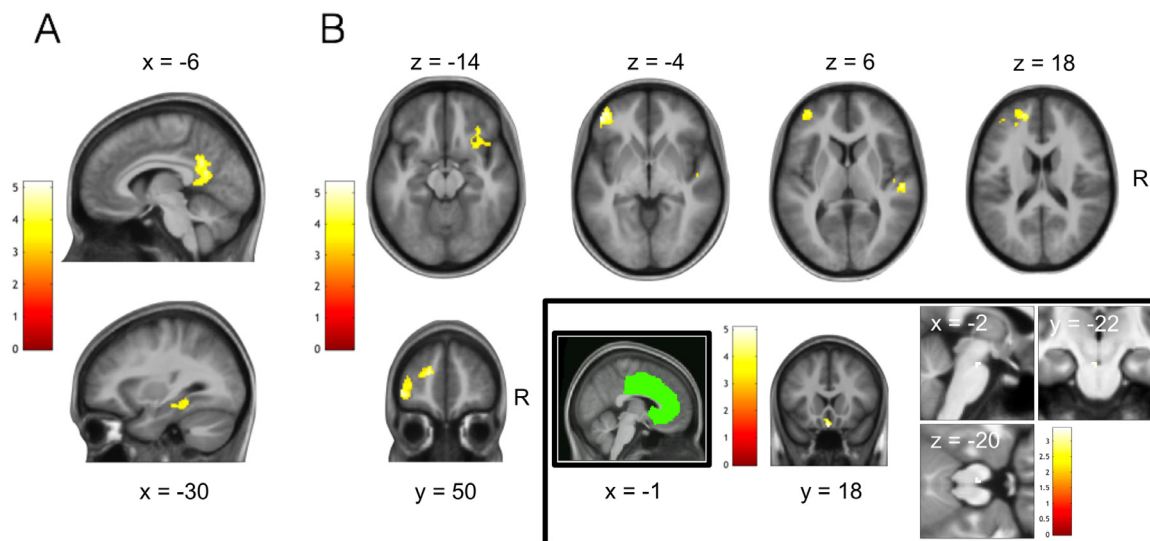 A
B
x = -6
z = -14
z = -4
z = 6
z = 18
R
5
4
3
2
1
0
5
4
3
2
1
0
x = -30
y = 50
R
x = -1
5
4
3
2
1
0
y = 18
x = -2
y = -22
z = -20
3
2.5
2
1.5
1
0.5
0